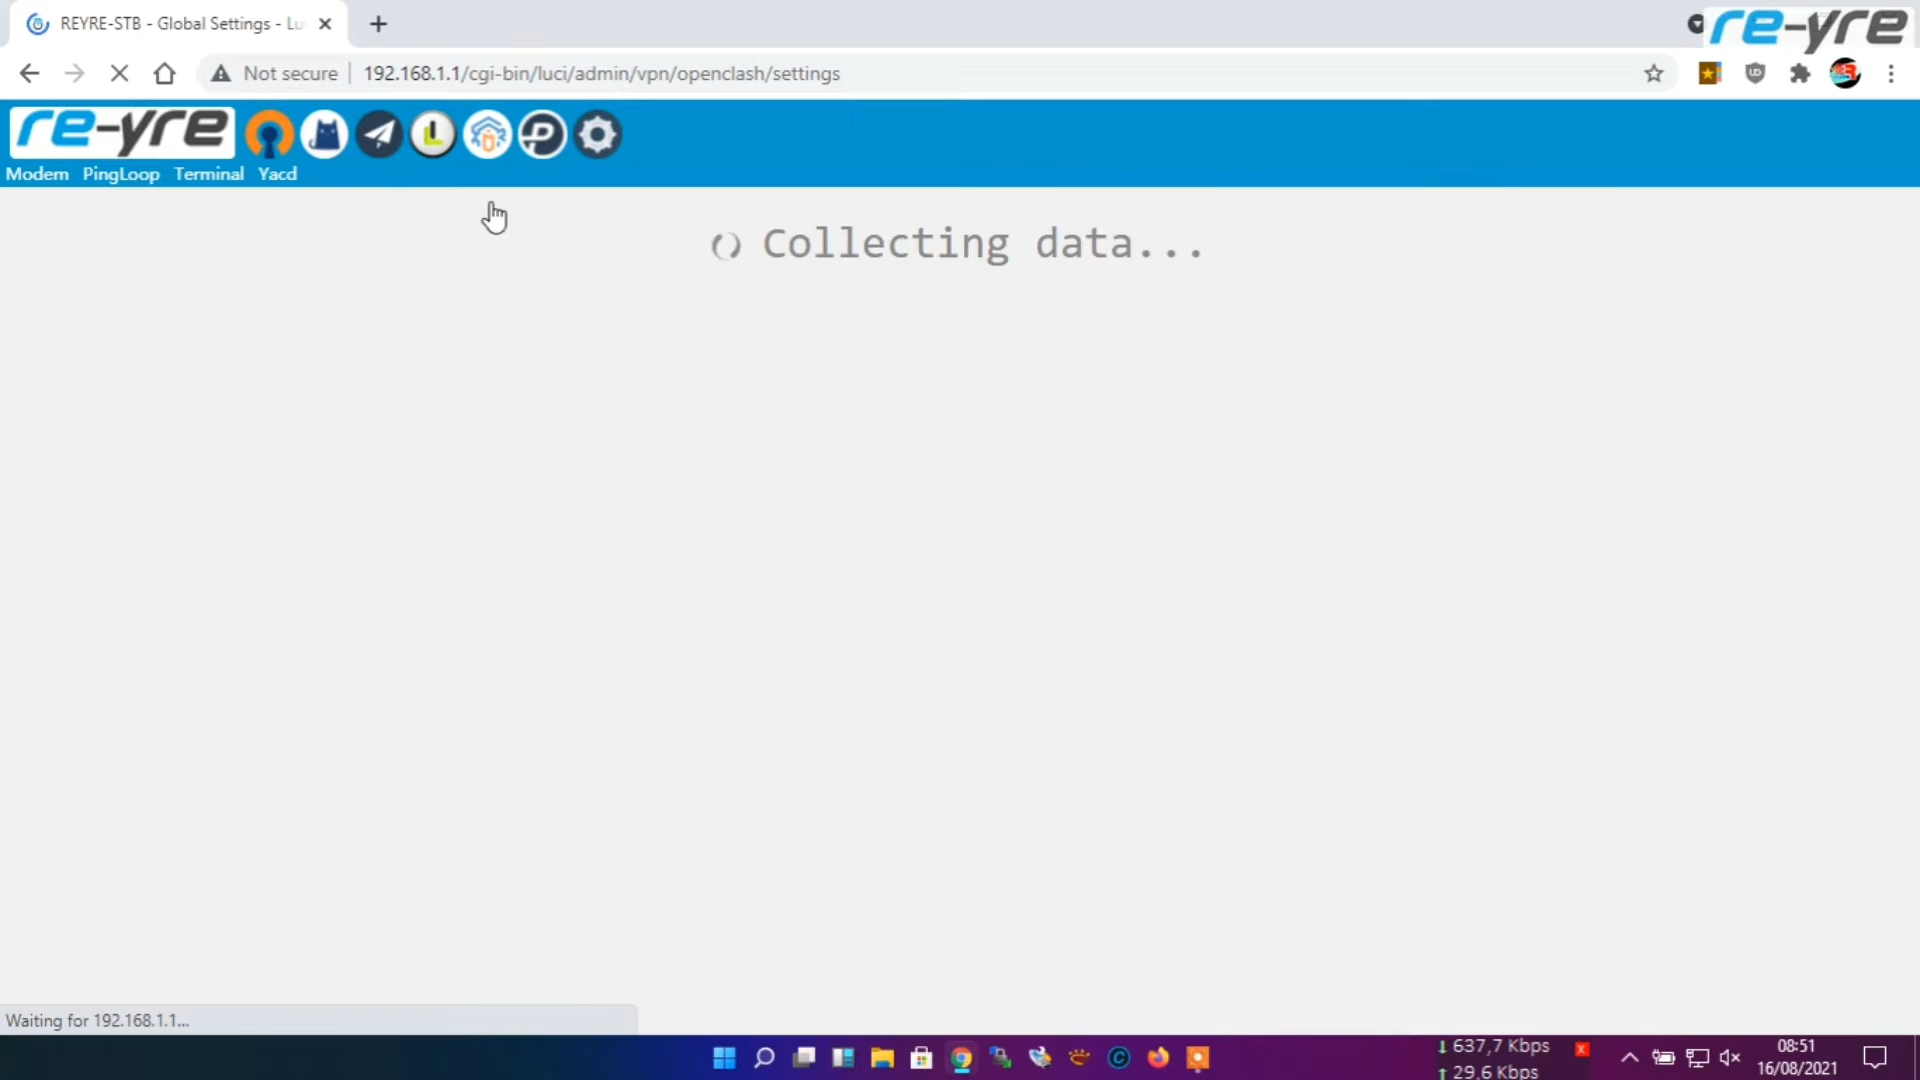 REYRE-STB - Global Settings - Lu
re-yre
Not secure
192.168.1.1/cgi-bin/luci/admin/vpn/openclash/settings
re-yre
Modem PingLoop Terminal Yacd
Collecting data...
Waiting for 192.168.1.1...
637,7 Kbps
29,6 Kbps
08:51
16/08/2021